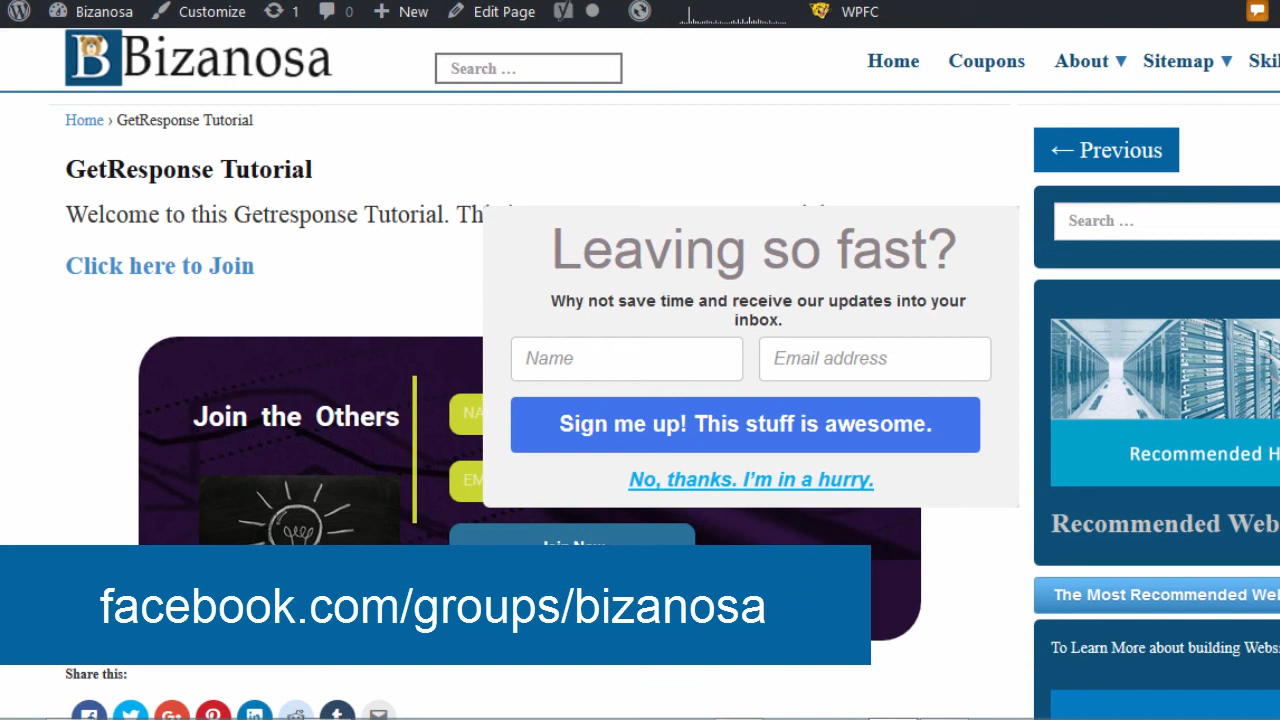 Bizanosa Customize 1 0 New Edit Page WPFC
Bizanosa
Search ...
Home Coupons About ▼ Sitemap ▼
Home › GetResponse Tutorial
← Previous
GetResponse Tutorial
Search ...
Welcome to this Getresponse Tutorial.
Leaving so fast?
Click here to Join
Why not save time and receive our updates into your
inbox.
Name
Email address
Join the Others
Sign me up! This stuff is awesome.
No, thanks. I'm in a hurry.
Recommended
Recommended
Join Now
The Most Recommended
facebook.com/groups/bizanosa
To Learn More about building
Share this: